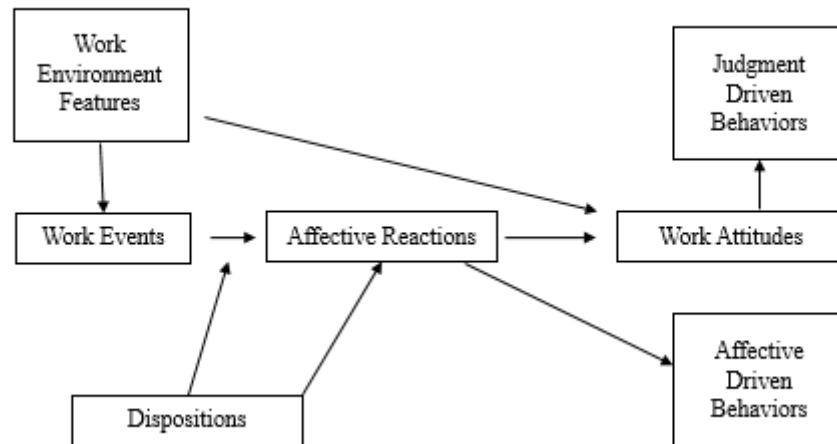 Work
Environment
Features
Judgment
Driven
Behaviors
Work Events
Affective Reactions
Work Attitudes
Affective
Driven
Behaviors
Dispositions